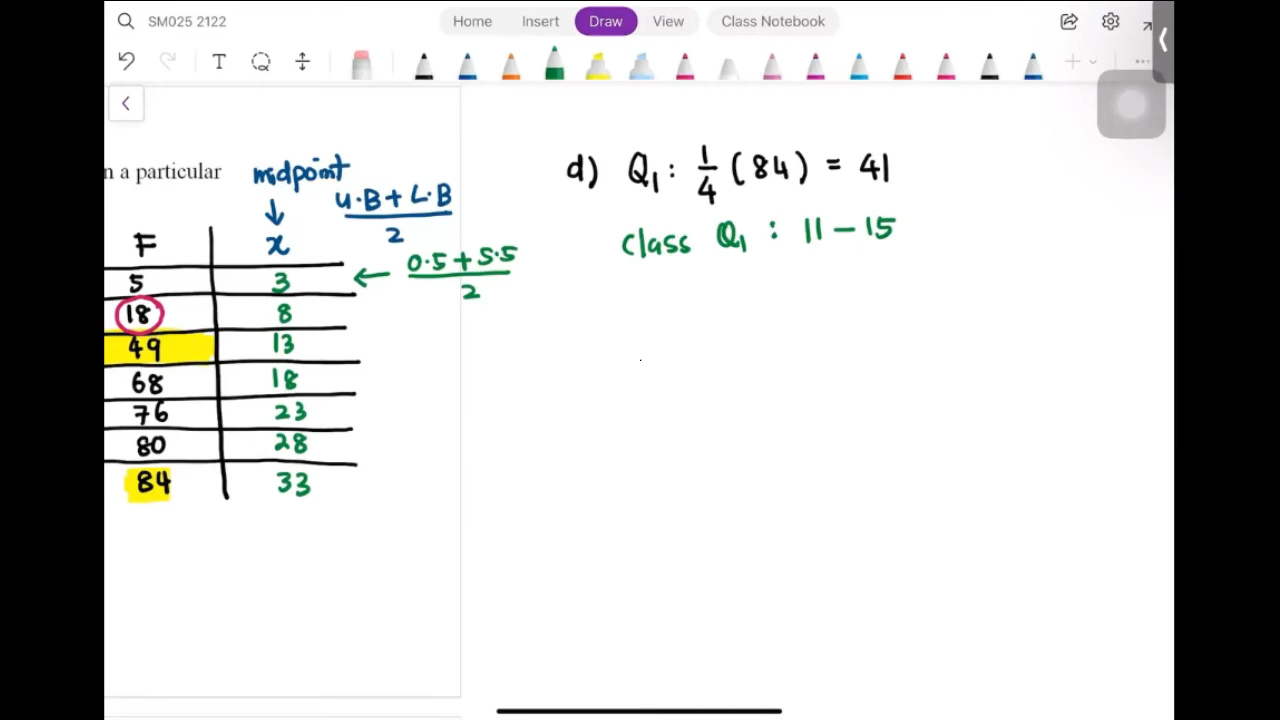 SM025 2122
Home Insert Draw View Class Notebook
T
n a particular
midpoint
U.B + L.B
2
F x
0.5 + 5.5
2
5 3
18 8
49 13
68 18
76 23
80 28
84 33
d) Q1 : 1/4 (84) = 41
class Q1 : 11 - 15